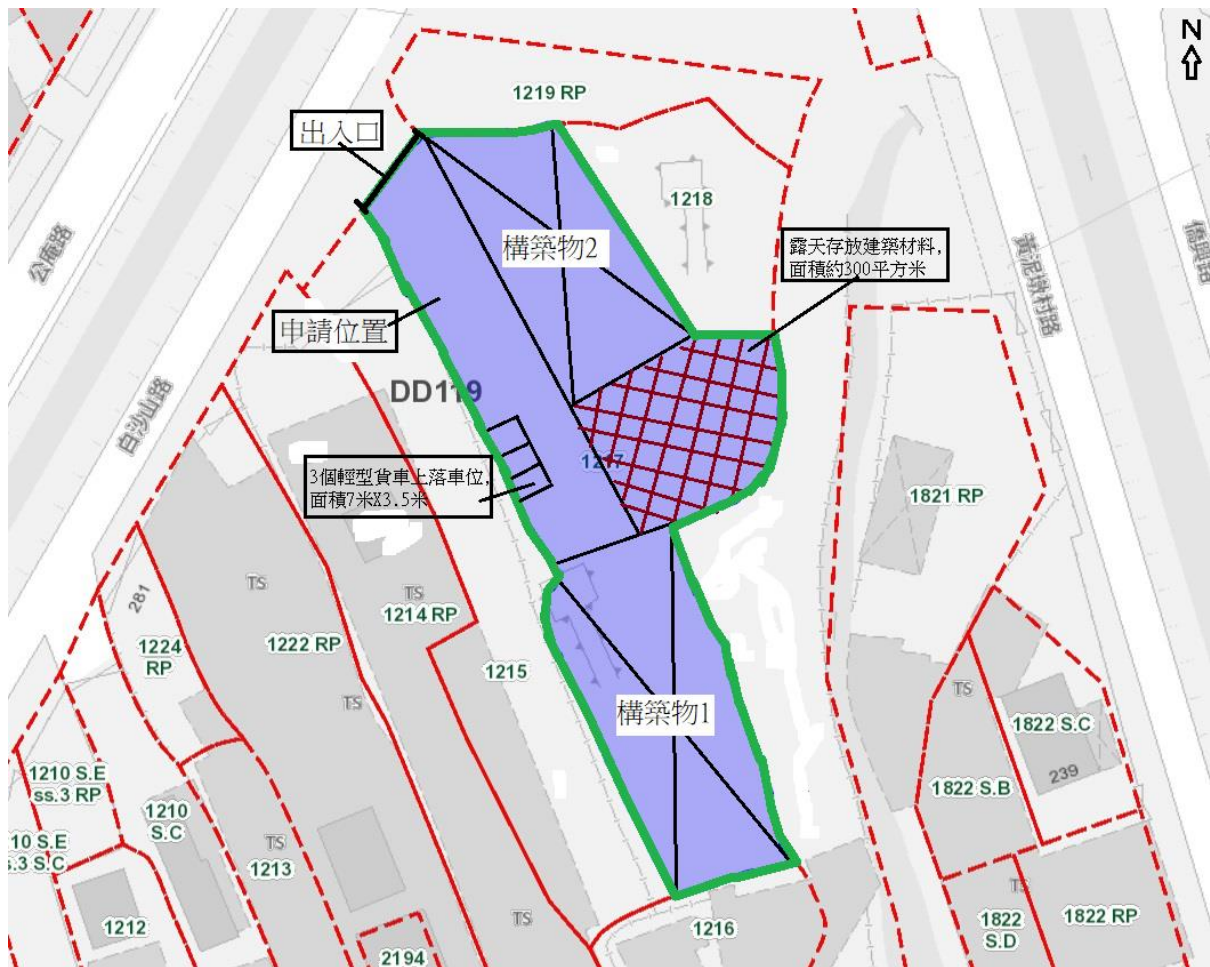 N
1219 RP
出入口
1218
公庵路
構築物2
露天存放建築材料,
面積約300平方米
僑興路
黃泥墩村路
申請位置
白沙山路
DD119
1217
3個輕型貨車上落車位,
面積7米X3.5米
1821 RP
TS
TS
281
1214 RP
1224
RP
1222 RP
1215
TS
TS
構築物1
1822 S.C
239
1822 S.B
1210 S.E
ss.3 RP
1210
S.C
TS
1213
10 S.E
s.3 S.C
TS
TS
1212
1216
1822
S.D
1822 RP
2194